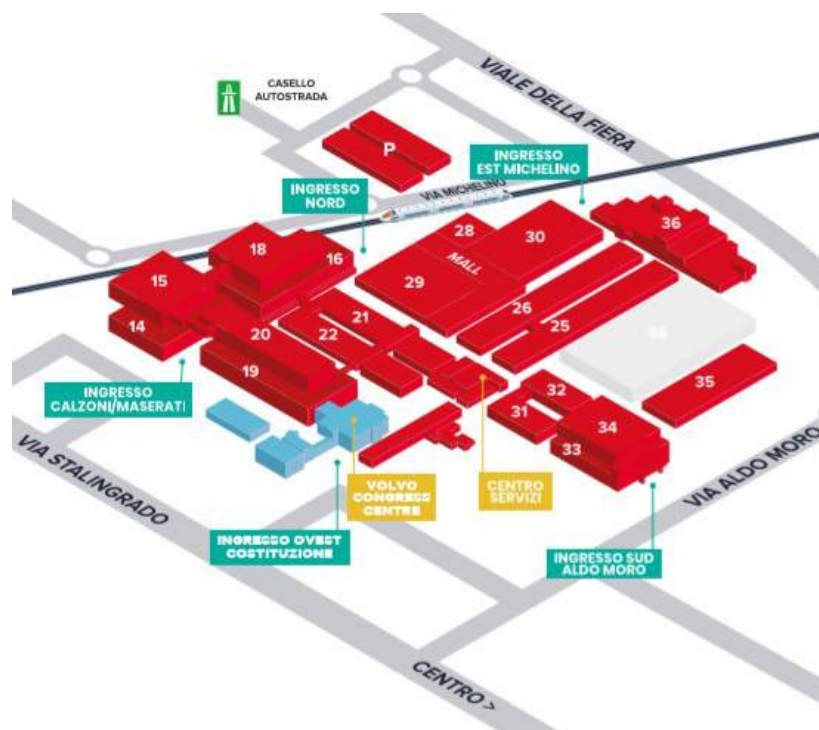 VIALE DELLA FIERA
CASELLO
AUTOSTRADA
P
INGRESSO
EST MICHELINO
VIA MICHELINO
INGRESSO
NORD
28
30
36
18
16
MALL
15
29
26
14
20
21
22
25
19
35
32
31
34
33
INGRESSO
CALZONI/MASERATI
VOLVO
CONGRESS
CENTRE
CENTRO
SERVIZI
VIA ALDO MORO
VIA STALINGRADO
INGRESSO OVEST
COSTITUZIONE
INGRESSO SUD
ALDO MORO
CENTRO >